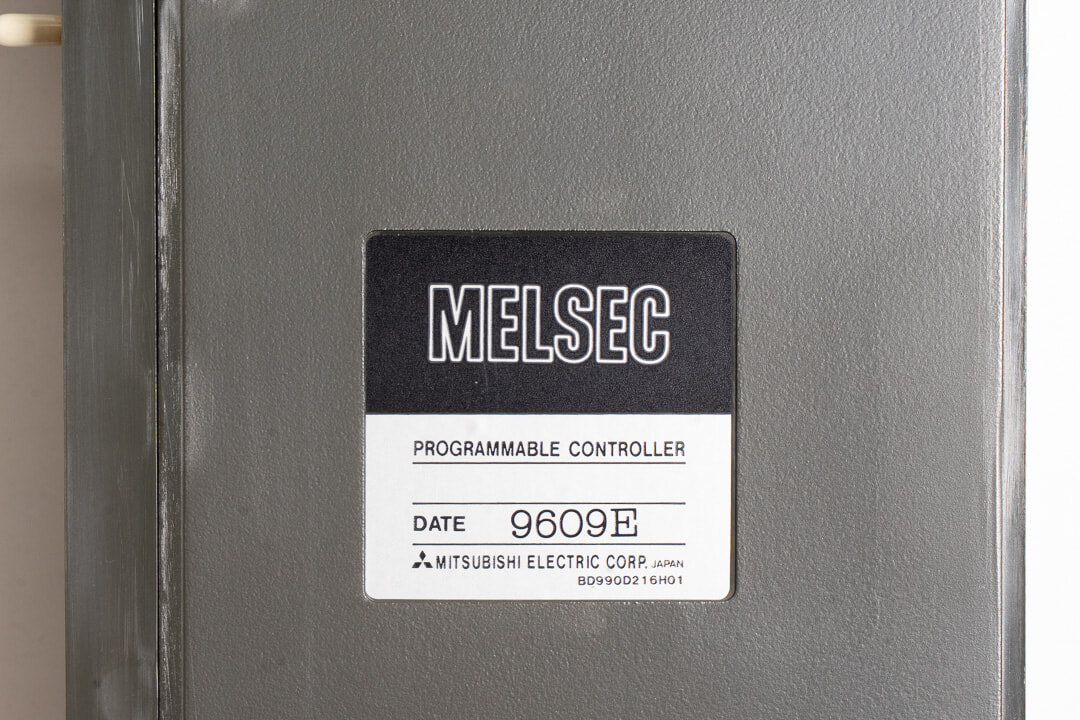 MELSEC
PROGRAMMABLE CONTROLLER
DATE 9609E
MITSUBISHI ELECTRIC CORP. JAPAN
BD990D216H01